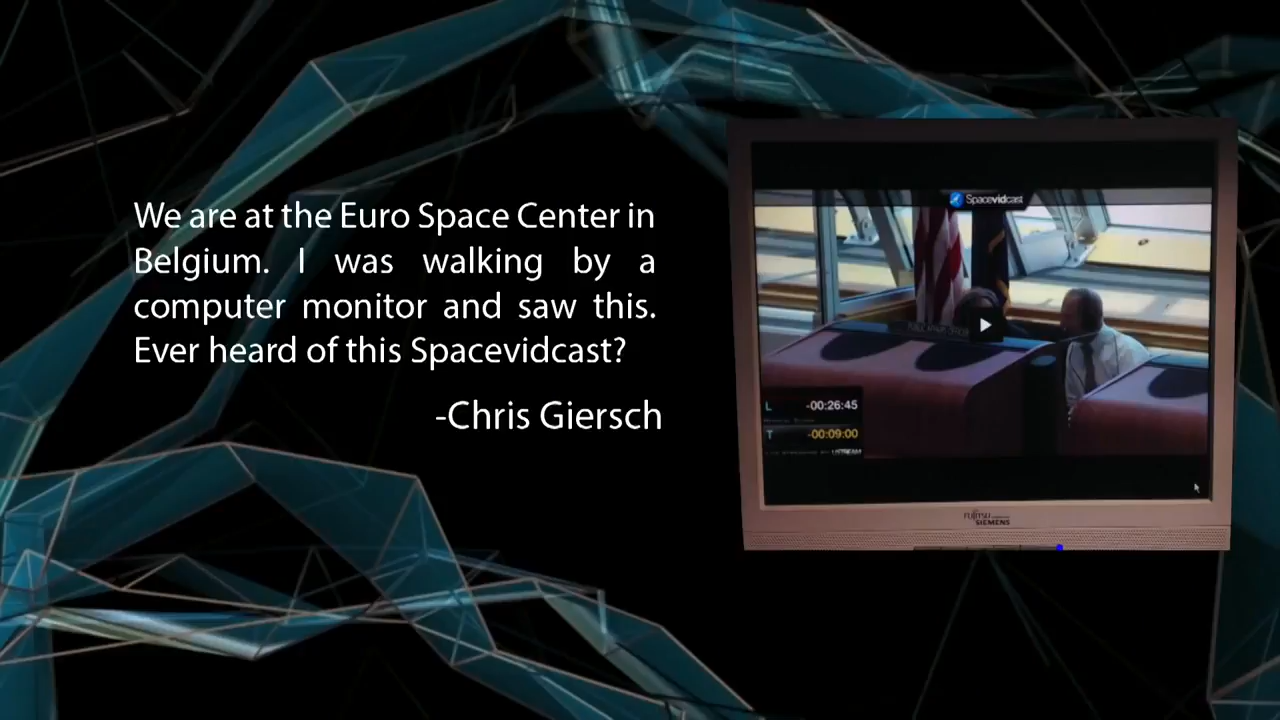 We are at the Euro Space Center in
Belgium. I was walking by a
computer monitor and saw this.
Ever heard of this Spacevidcast?
-Chris Giersch
Spacevidcast
L -00:26:45
T -00:09:00
USTREAM
FUJITSU
SIEMENS